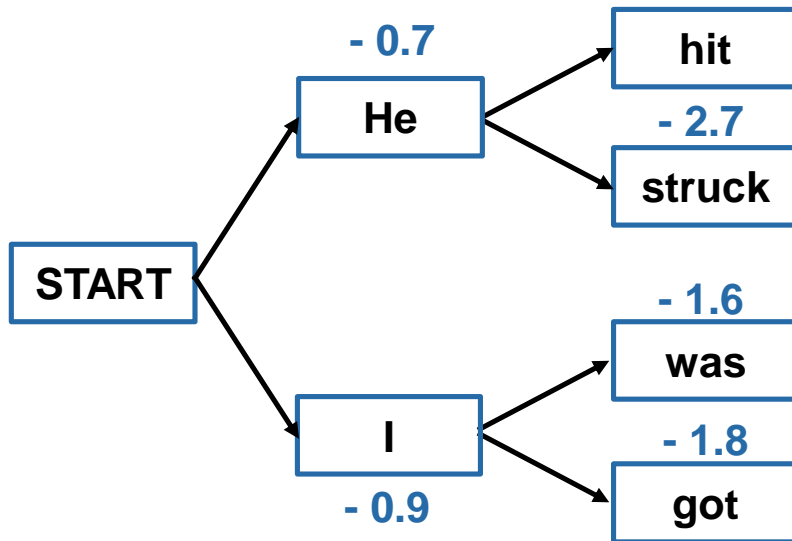 - 0.7
hit
He
- 2.7
struck
START
- 1.6
was
I
- 1.8
- 0.9
got